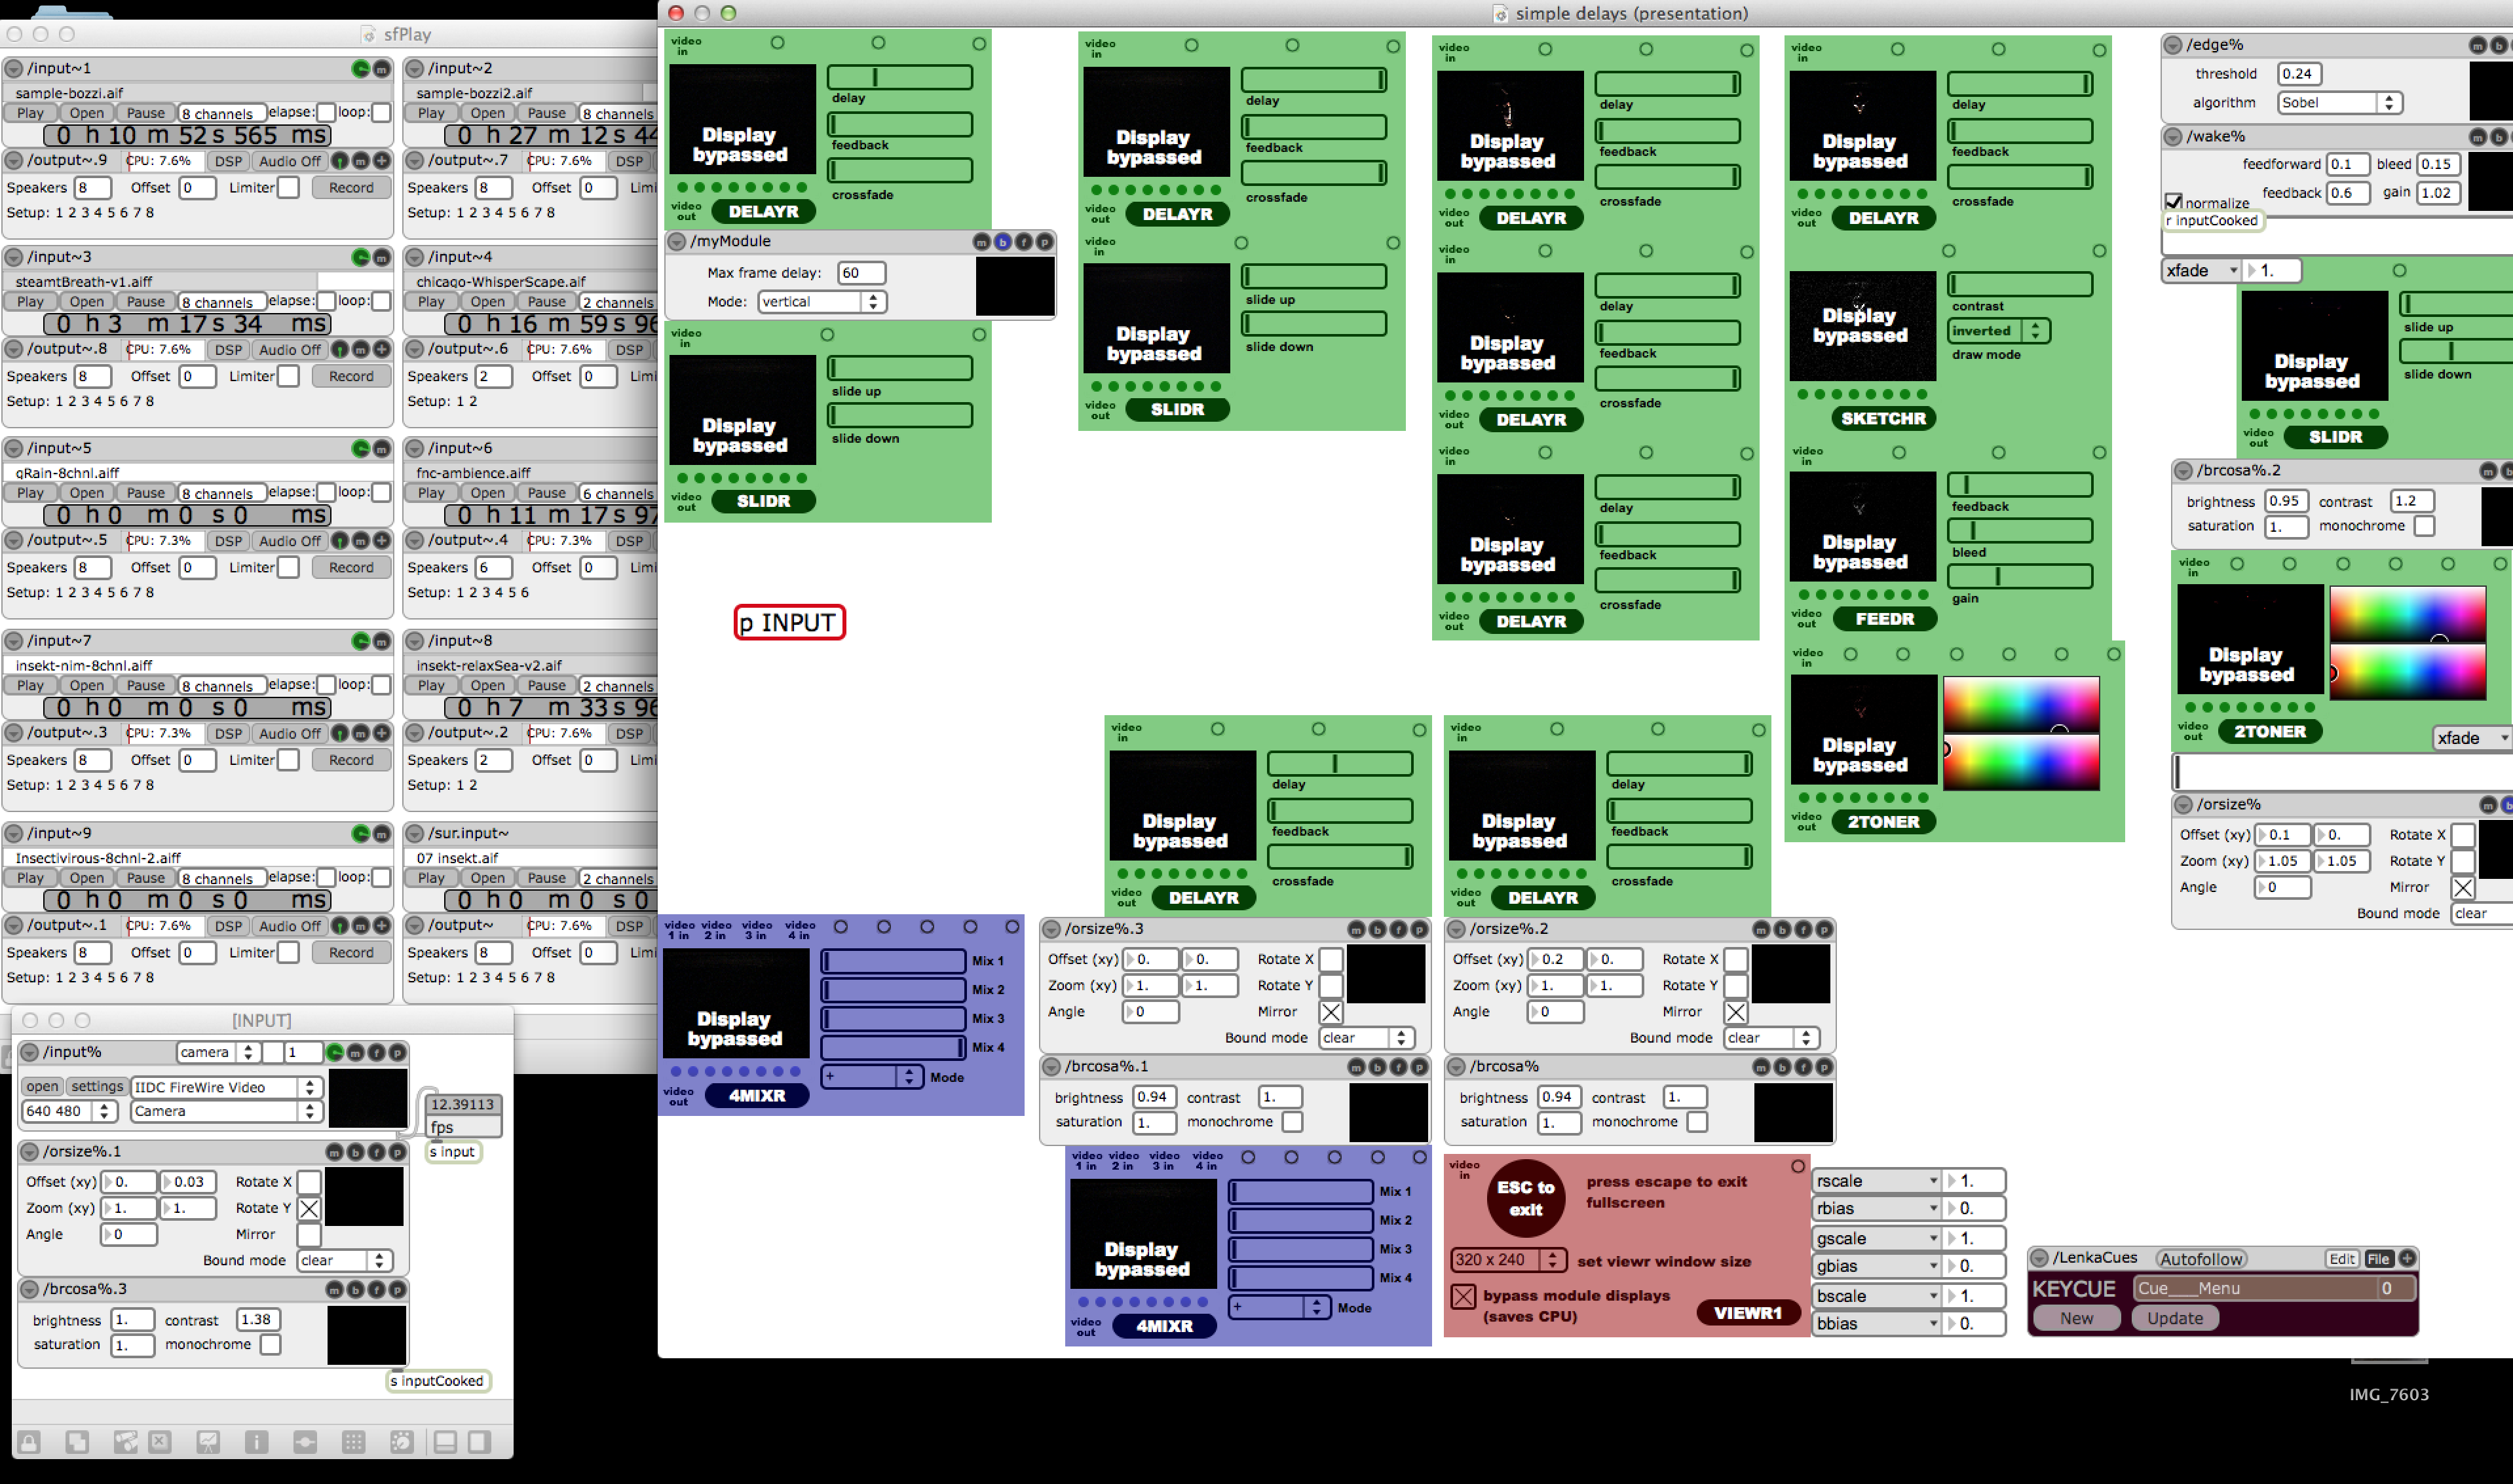 sfPlay
/input~1
sample-bozzi.aif
Play Open Pause 8 channels elapse: loop:
0 h 10 m 52 s 565 ms
/output~.9 CPU: 7.6% DSP Audio Off
Speakers 8 Offset 0 Limiter Record
Setup: 1 2 3 4 5 6 7 8
/input~2
sample-bozzi2.aif
Play Open Pause 8 channels
0 h 27 m 12 s 44
/output~.7 CPU: 7.6% DSP
Speakers 8 Offset 0 Limi
Setup: 1 2 3 4 5 6 7 8
/input~3
steamtBreath-v1.aiff
Play Open Pause 8 channels elapse: loop:
0 h 3 m 17 s 34 ms
/output~.8 CPU: 7.6% DSP Audio Off
Speakers 8 Offset 0 Limiter Record
Setup: 1 2 3 4 5 6 7 8
/input~4
chicago-WhisperScape.aif
Play Open Pause 2 channels
0 h 16 m 59 s 96
/output~.6 CPU: 7.6% DSP
Speakers 2 Offset 0 Limi
Setup: 1 2
/input~5
qRain-8chnl.aiff
Play Open Pause 8 channels elapse: loop:
0 h 0 m 0 s 0 ms
/output~.5 CPU: 7.3% DSP Audio Off
Speakers 8 Offset 0 Limiter Record
Setup: 1 2 3 4 5 6 7 8
/input~6
fnc-ambience.aiff
Play Open Pause 6 channels
0 h 11 m 17 s 97
/output~.4 CPU: 7.3% DSP
Speakers 6 Offset 0 Limi
Setup: 1 2 3 4 5 6
/input~7
insekt-nim-8chnl.aiff
Play Open Pause 8 channels elapse: loop:
0 h 0 m 0 s 0 ms
/output~.3 CPU: 7.3% DSP Audio Off
Speakers 8 Offset 0 Limiter Record
Setup: 1 2 3 4 5 6 7 8
/input~8
insekt-relaxSea-v2.aif
Play Open Pause 2 channels
0 h 7 m 33 s 96
/output~.2 CPU: 7.6% DSP
Speakers 2 Offset 0 Limi
Setup: 1 2
/input~9
Insectivirous-8chnl-2.aiff
Play Open Pause 8 channels elapse: loop:
0 h 0 m 0 s 0 ms
/output~.1 CPU: 7.6% DSP Audio Off
Speakers 8 Offset 0 Limiter Record
Setup: 1 2 3 4 5 6 7 8
/sur.input~
07 insekt.aif
Play Open Pause 2 channels
0 h 0 m 0 s 0
/output~ CPU: 7.6% DSP
Speakers 8 Offset 0 Limi
Setup: 1 2 3 4 5 6 7 8
[INPUT]
/input% camera 1 m f p
open settings IIDC FireWire Video
640 480 Camera
12.39113
fps
s input
/orsize%.1 m b f p
Offset (xy) 0. 0.03 Rotate X
Zoom (xy) 1. 1. Rotate Y
Angle 0 Mirror
Bound mode clear
/brcosa%.3 m b f p
brightness 1. contrast 1.38
saturation 1. monochrome
s inputCooked
simple delays (presentation)
video in
delay
feedback
crossfade
Display bypassed
video out
DELAYR
/myModule m b f p
Max frame delay: 60
Mode: vertical
video in
slide up
slide down
Display bypassed
video out
SLIDR
p INPUT
video in
delay
feedback
crossfade
Display bypassed
video out
DELAYR
video in
slide up
slide down
Display bypassed
video out
SLIDR
video in
delay
feedback
crossfade
Display bypassed
video out
DELAYR
video in
delay
feedback
crossfade
Display bypassed
video out
DELAYR
video in
delay
feedback
crossfade
Display bypassed
video out
DELAYR
video in
delay
feedback
crossfade
Display bypassed
video out
DELAYR
contrast
inverted
draw mode
Display bypassed
SKETCHR
video in
feedback
bleed
gain
Display bypassed
video out
FEEDR
video in
Display bypassed
video out
2TONER
/edge% m b
threshold 0.24
algorithm Sobel
/wake% m b
feedforward 0.1 bleed 0.15
feedback 0.6 gain 1.02
normalize
r inputCooked
xfade 1.
slide up
slide down
Display bypassed
video out
SLIDR
/brcosa%.2 m b
brightness 0.95 contrast 1.2
saturation 1. monochrome
video in
Display bypassed
video out
2TONER
xfade
/orsize% m b
Offset (xy) 0.1 0. Rotate X
Zoom (xy) 1.05 1.05 Rotate Y
Angle 0 Mirror
Bound mode clear
video in
delay
feedback
crossfade
Display bypassed
video out
DELAYR
video in
delay
feedback
crossfade
Display bypassed
video out
DELAYR
video 1 in video 2 in video 3 in video 4 in
Mix 1
Mix 2
Mix 3
Mix 4
+ Mode
Display bypassed
video out
4MIXR
/orsize%.3 m b f p
Offset (xy) 0. 0. Rotate X
Zoom (xy) 1. 1. Rotate Y
Angle 0 Mirror
Bound mode clear
/brcosa%.1 m b f p
brightness 0.94 contrast 1.
saturation 1. monochrome
/orsize%.2 m b f p
Offset (xy) 0.2 0. Rotate X
Zoom (xy) 1. 1. Rotate Y
Angle 0 Mirror
Bound mode clear
/brcosa% m b f p
brightness 0.94 contrast 1.
saturation 1. monochrome
video 1 in video 2 in video 3 in video 4 in
Mix 1
Mix 2
Mix 3
Mix 4
+ Mode
Display bypassed
video out
4MIXR
video in
ESC to exit
press escape to exit fullscreen
320 x 240 set viewr window size
bypass module displays (saves CPU)
VIEWR1
rscale 1.
rbias 0.
gscale 1.
gbias 0.
bscale 1.
bbias 0.
/LenkaCues Autofollow Edit File +
KEYCUE Cue___Menu 0
New Update
IMG_7603